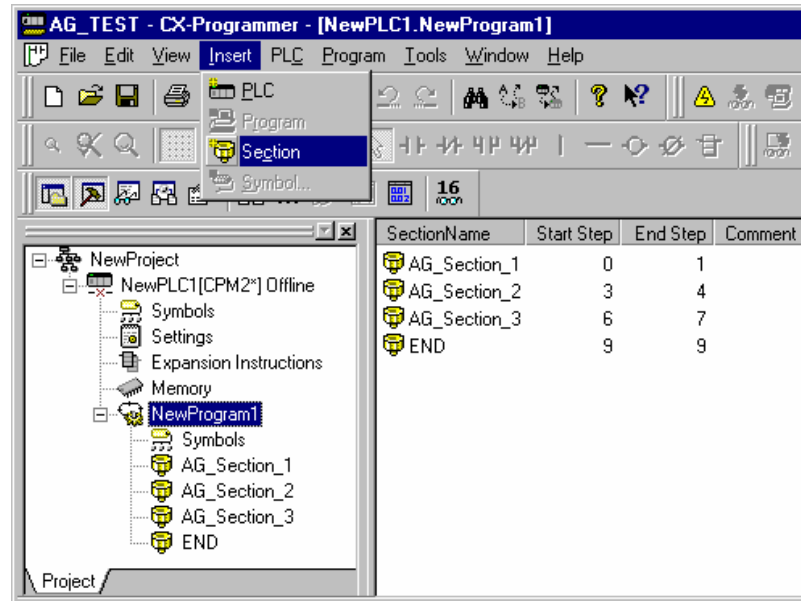 AG_TEST - CX-Programmer - [NewPLC1.NewProgram1]
File Edit View Insert PLC Program Tools Window Help
PLC
Program
Section
Symbol...
16
SectionName Start Step End Step Comment
AG_Section_1 0 1
AG_Section_2 3 4
AG_Section_3 6 7
END 9 9
NewProject
NewPLC1[CPM2*] Offline
Symbols
Settings
Expansion Instructions
Memory
NewProgram1
Symbols
AG_Section_1
AG_Section_2
AG_Section_3
END
Project